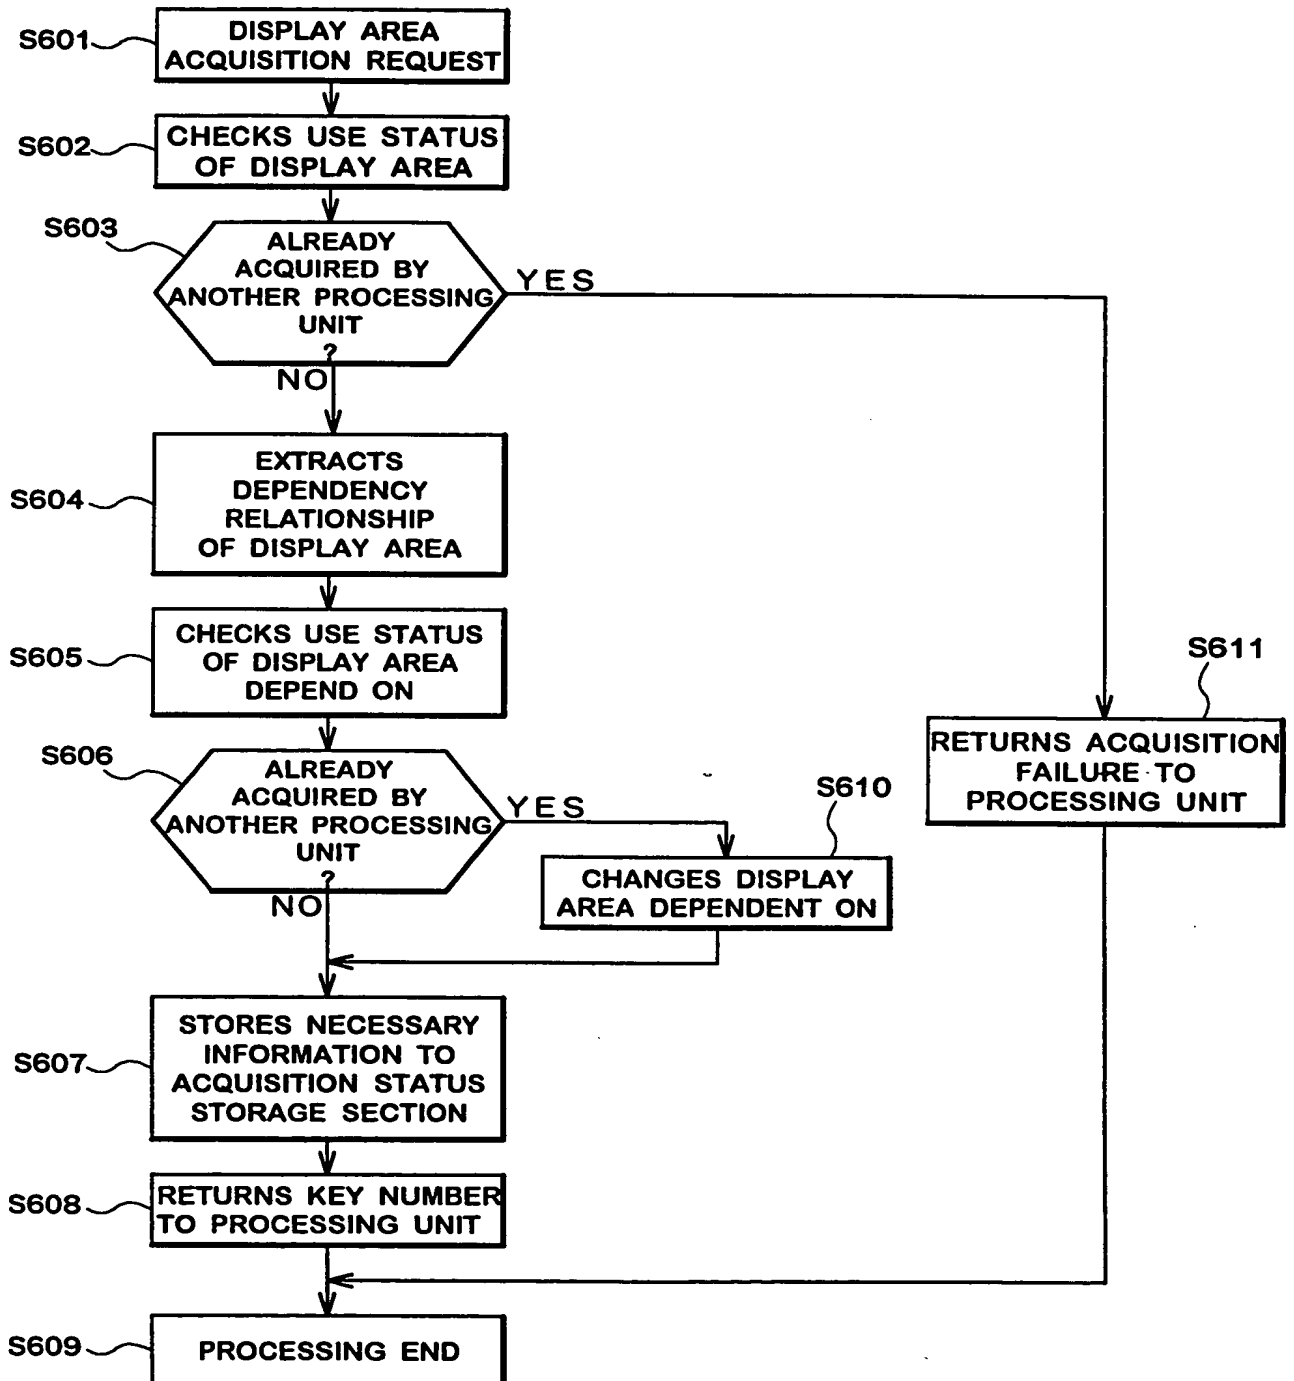 S601
DISPLAY AREA
ACQUISITION REQUEST
S602
CHECKS USE STATUS
OF DISPLAY AREA
S603
ALREADY
ACQUIRED BY
ANOTHER PROCESSING
UNIT
?
YES
NO
S604
EXTRACTS
DEPENDENCY
RELATIONSHIP
OF DISPLAY AREA
S605
CHECKS USE STATUS
OF DISPLAY AREA
DEPEND ON
S606
ALREADY
ACQUIRED BY
ANOTHER PROCESSING
UNIT
?
YES
NO
S610
CHANGES DISPLAY
AREA DEPENDENT ON
S611
RETURNS ACQUISITION
FAILURE TO
PROCESSING UNIT
S607
STORES NECESSARY
INFORMATION TO
ACQUISITION STATUS
STORAGE SECTION
S608
RETURNS KEY NUMBER
TO PROCESSING UNIT
S609
PROCESSING END